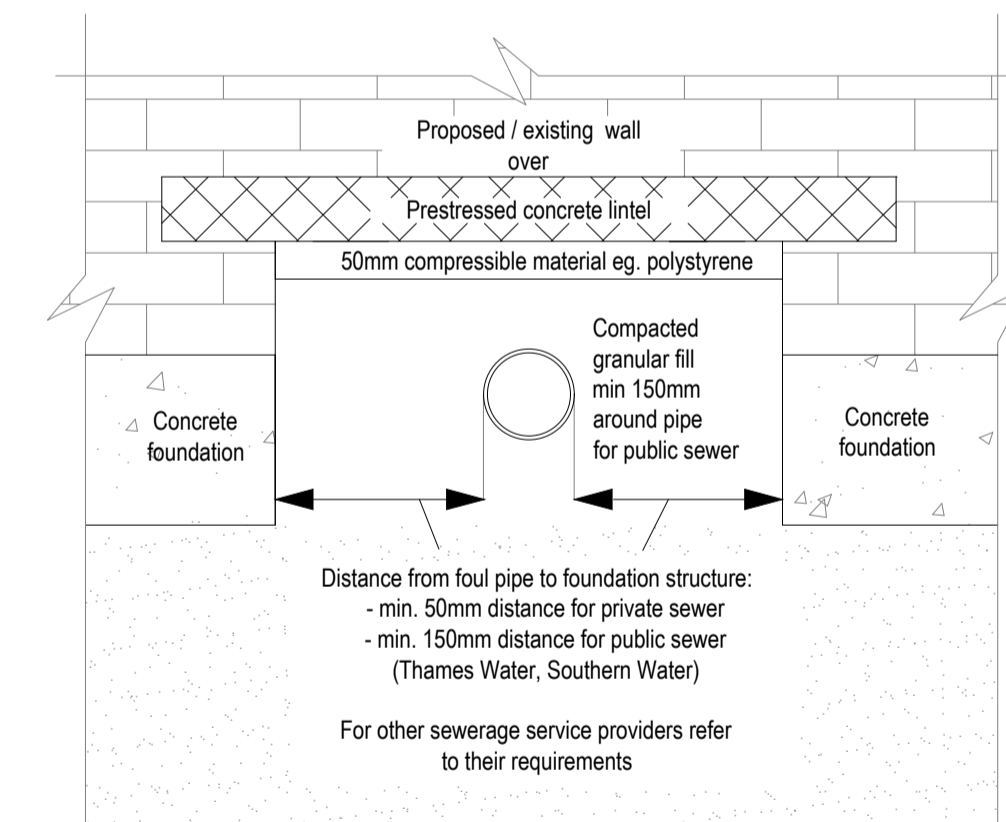 Proposed / existing wall
over
Prestressed concrete lintel
50mm compressible material eg. polystyrene
Compacted
granular fill
min 150mm
around pipe
for public sewer
Concrete
foundation
Concrete
foundation
Distance from foul pipe to foundation structure:
- min. 50mm distance for private sewer
- min. 150mm distance for public sewer
(Thames Water, Southern Water)
For other sewerage service providers refer
to their requirements